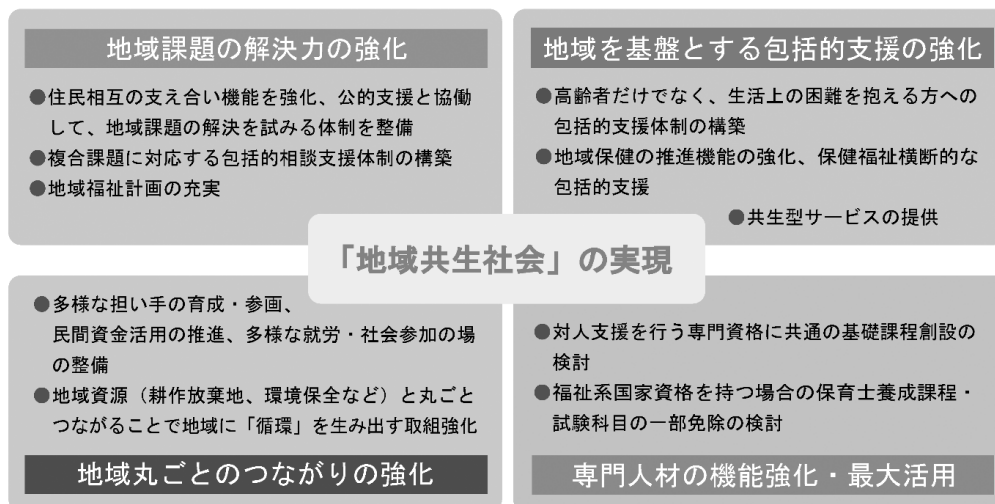 地域課題の解決力の強化
●住民相互の支え合い機能を強化、公的支援と協働
して、地域課題の解決を試みる体制を整備
●複合課題に対応する包括的相談支援体制の構築
●地域福祉計画の充実
地域を基盤とする包括的支援の強化
●高齢者だけでなく、生活上の困難を抱える方への
包括的支援体制の構築
●地域保健の推進機能の強化、保健福祉横断的な
包括的支援
●共生型サービスの提供
「地域共生社会」の実現
●多様な担い手の育成・参画、
民間資金活用の推進、多様な就労・社会参加の場
の整備
●地域資源（耕作放棄地、環境保全など）と丸ごと
つながることで地域に「循環」を生み出す取組強化
地域丸ごとのつながりの強化
●対人支援を行う専門資格に共通の基礎課程創設の
検討
●福祉系国家資格を持つ場合の保育士養成課程・
試験科目の一部免除の検討
専門人材の機能強化・最大活用